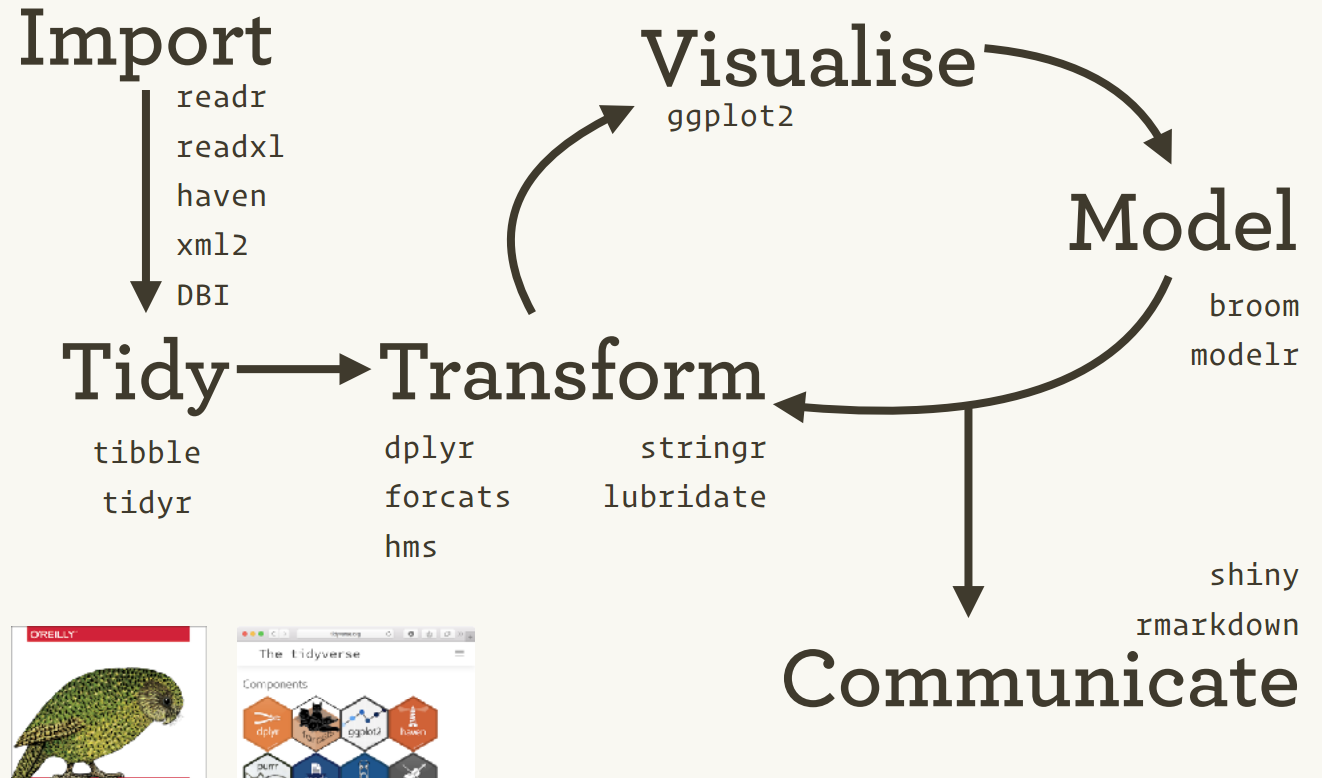 Import
readr
readxl
haven
xml2
DBI
Visualise
ggplot2
Model
broom
modelr
Tidy
tibble
tidyr
Transform
dplyr
forcats
hms
stringr
lubridate
shiny
rmarkdown
Communicate
O'REILLY
The tidyverse
Components
dplyr
ggplot2
haven
purrr